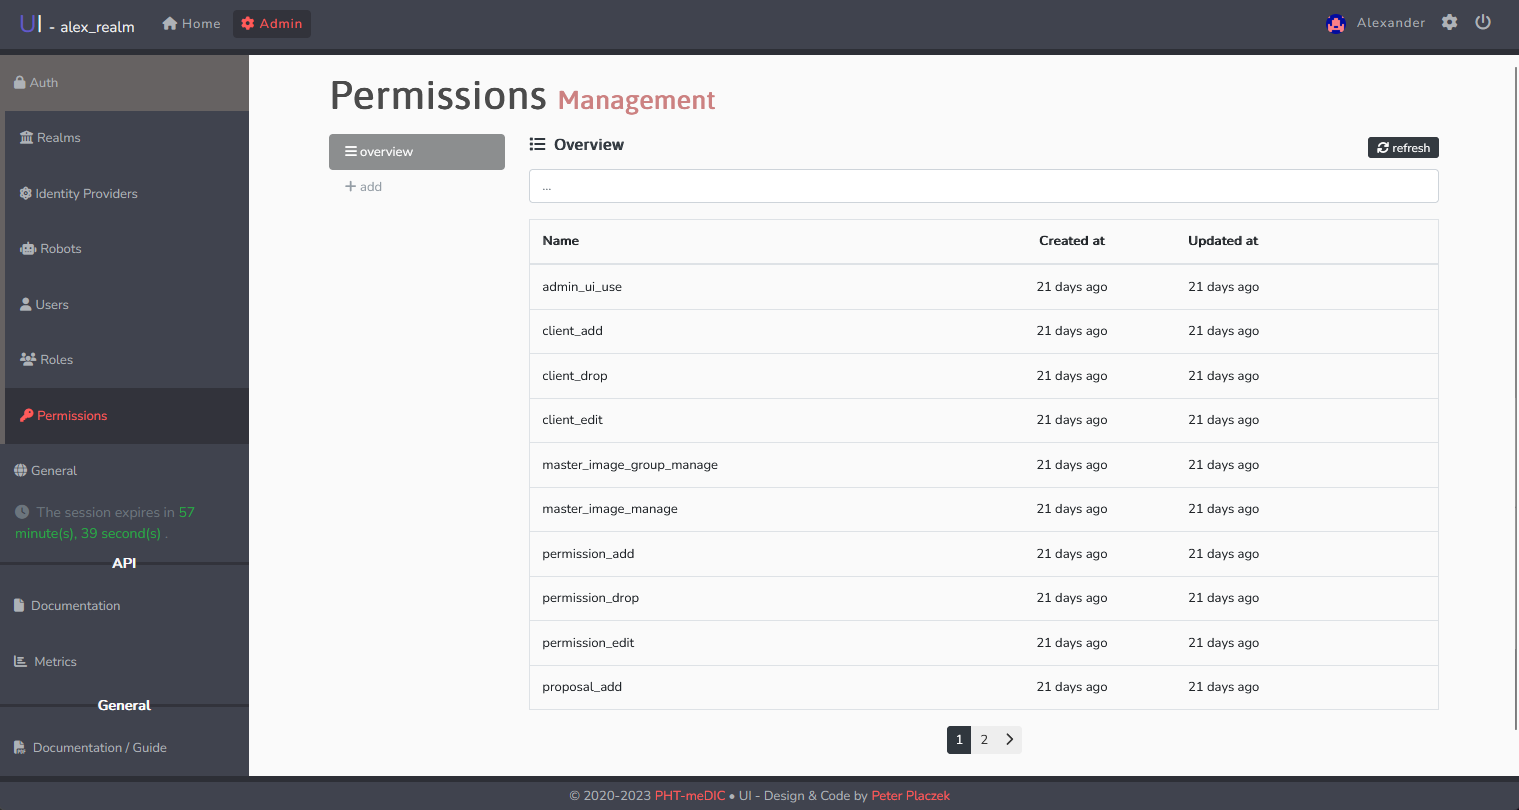 UI - alex_realm Home Admin Alexander
Auth
Realms
Identity Providers
Robots
Users
Roles
Permissions
General
The session expires in 57
minute(s), 39 second(s) .
API
Documentation
Metrics
General
Documentation / Guide
Permissions Management
overview
+ add
Overview
refresh
...
Name Created at Updated at
admin_ui_use 21 days ago 21 days ago
client_add 21 days ago 21 days ago
client_drop 21 days ago 21 days ago
client_edit 21 days ago 21 days ago
master_image_group_manage 21 days ago 21 days ago
master_image_manage 21 days ago 21 days ago
permission_add 21 days ago 21 days ago
permission_drop 21 days ago 21 days ago
permission_edit 21 days ago 21 days ago
proposal_add 21 days ago 21 days ago
1 2 >
© 2020-2023 PHT-meDIC • UI - Design & Code by Peter Placzek